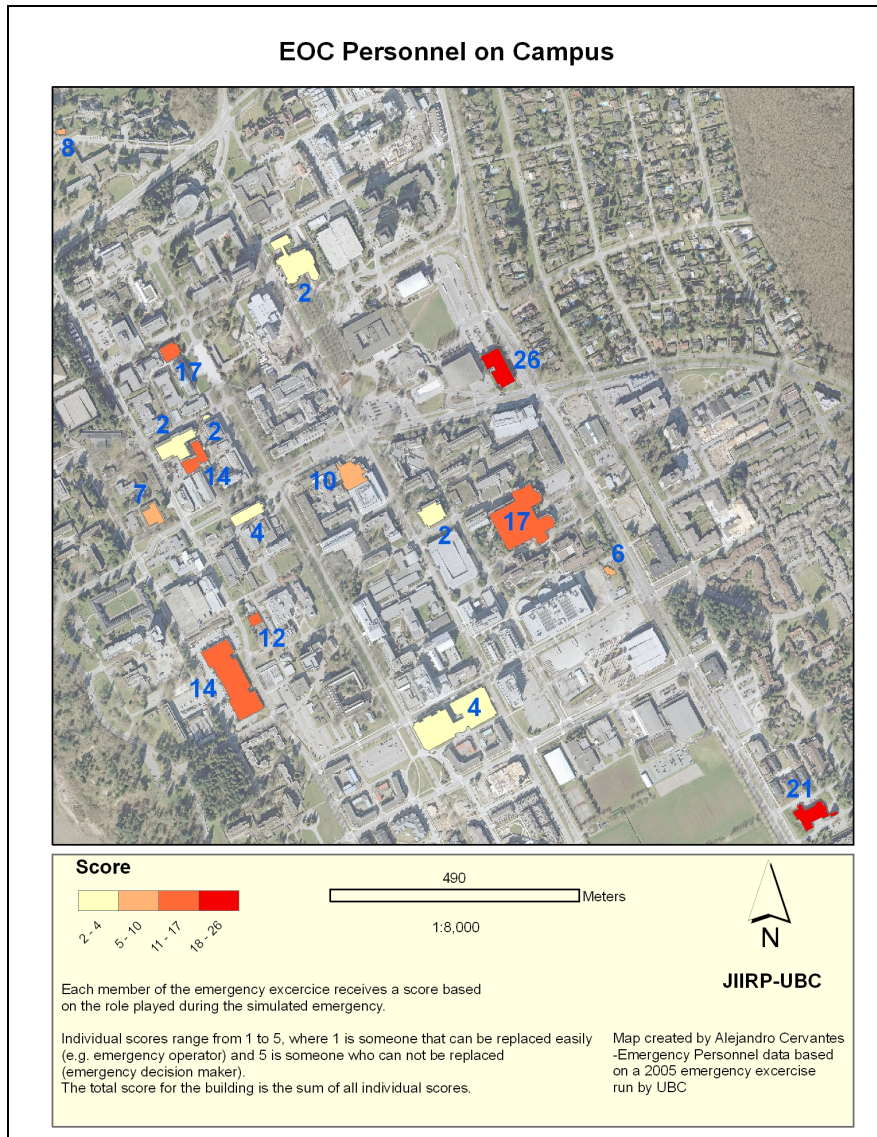 EOC Personnel on Campus
8
2
17
26
2
2
14
10
7
4
2
17
6
12
14
4
21
Score
2 - 4
5 - 10
11 - 17
18 - 26
490
Meters
1:8,000
N
JIIRP-UBC
Each member of the emergency excercice receives a score based
on the role played during the simulated emergency.
Individual scores range from 1 to 5, where 1 is someone that can be replaced easily
(e.g. emergency operator) and 5 is someone who can not be replaced
(emergency decision maker).
The total score for the building is the sum of all individual scores.
Map created by Alejandro Cervantes
-Emergency Personnel data based
on a 2005 emergency excercise
run by UBC